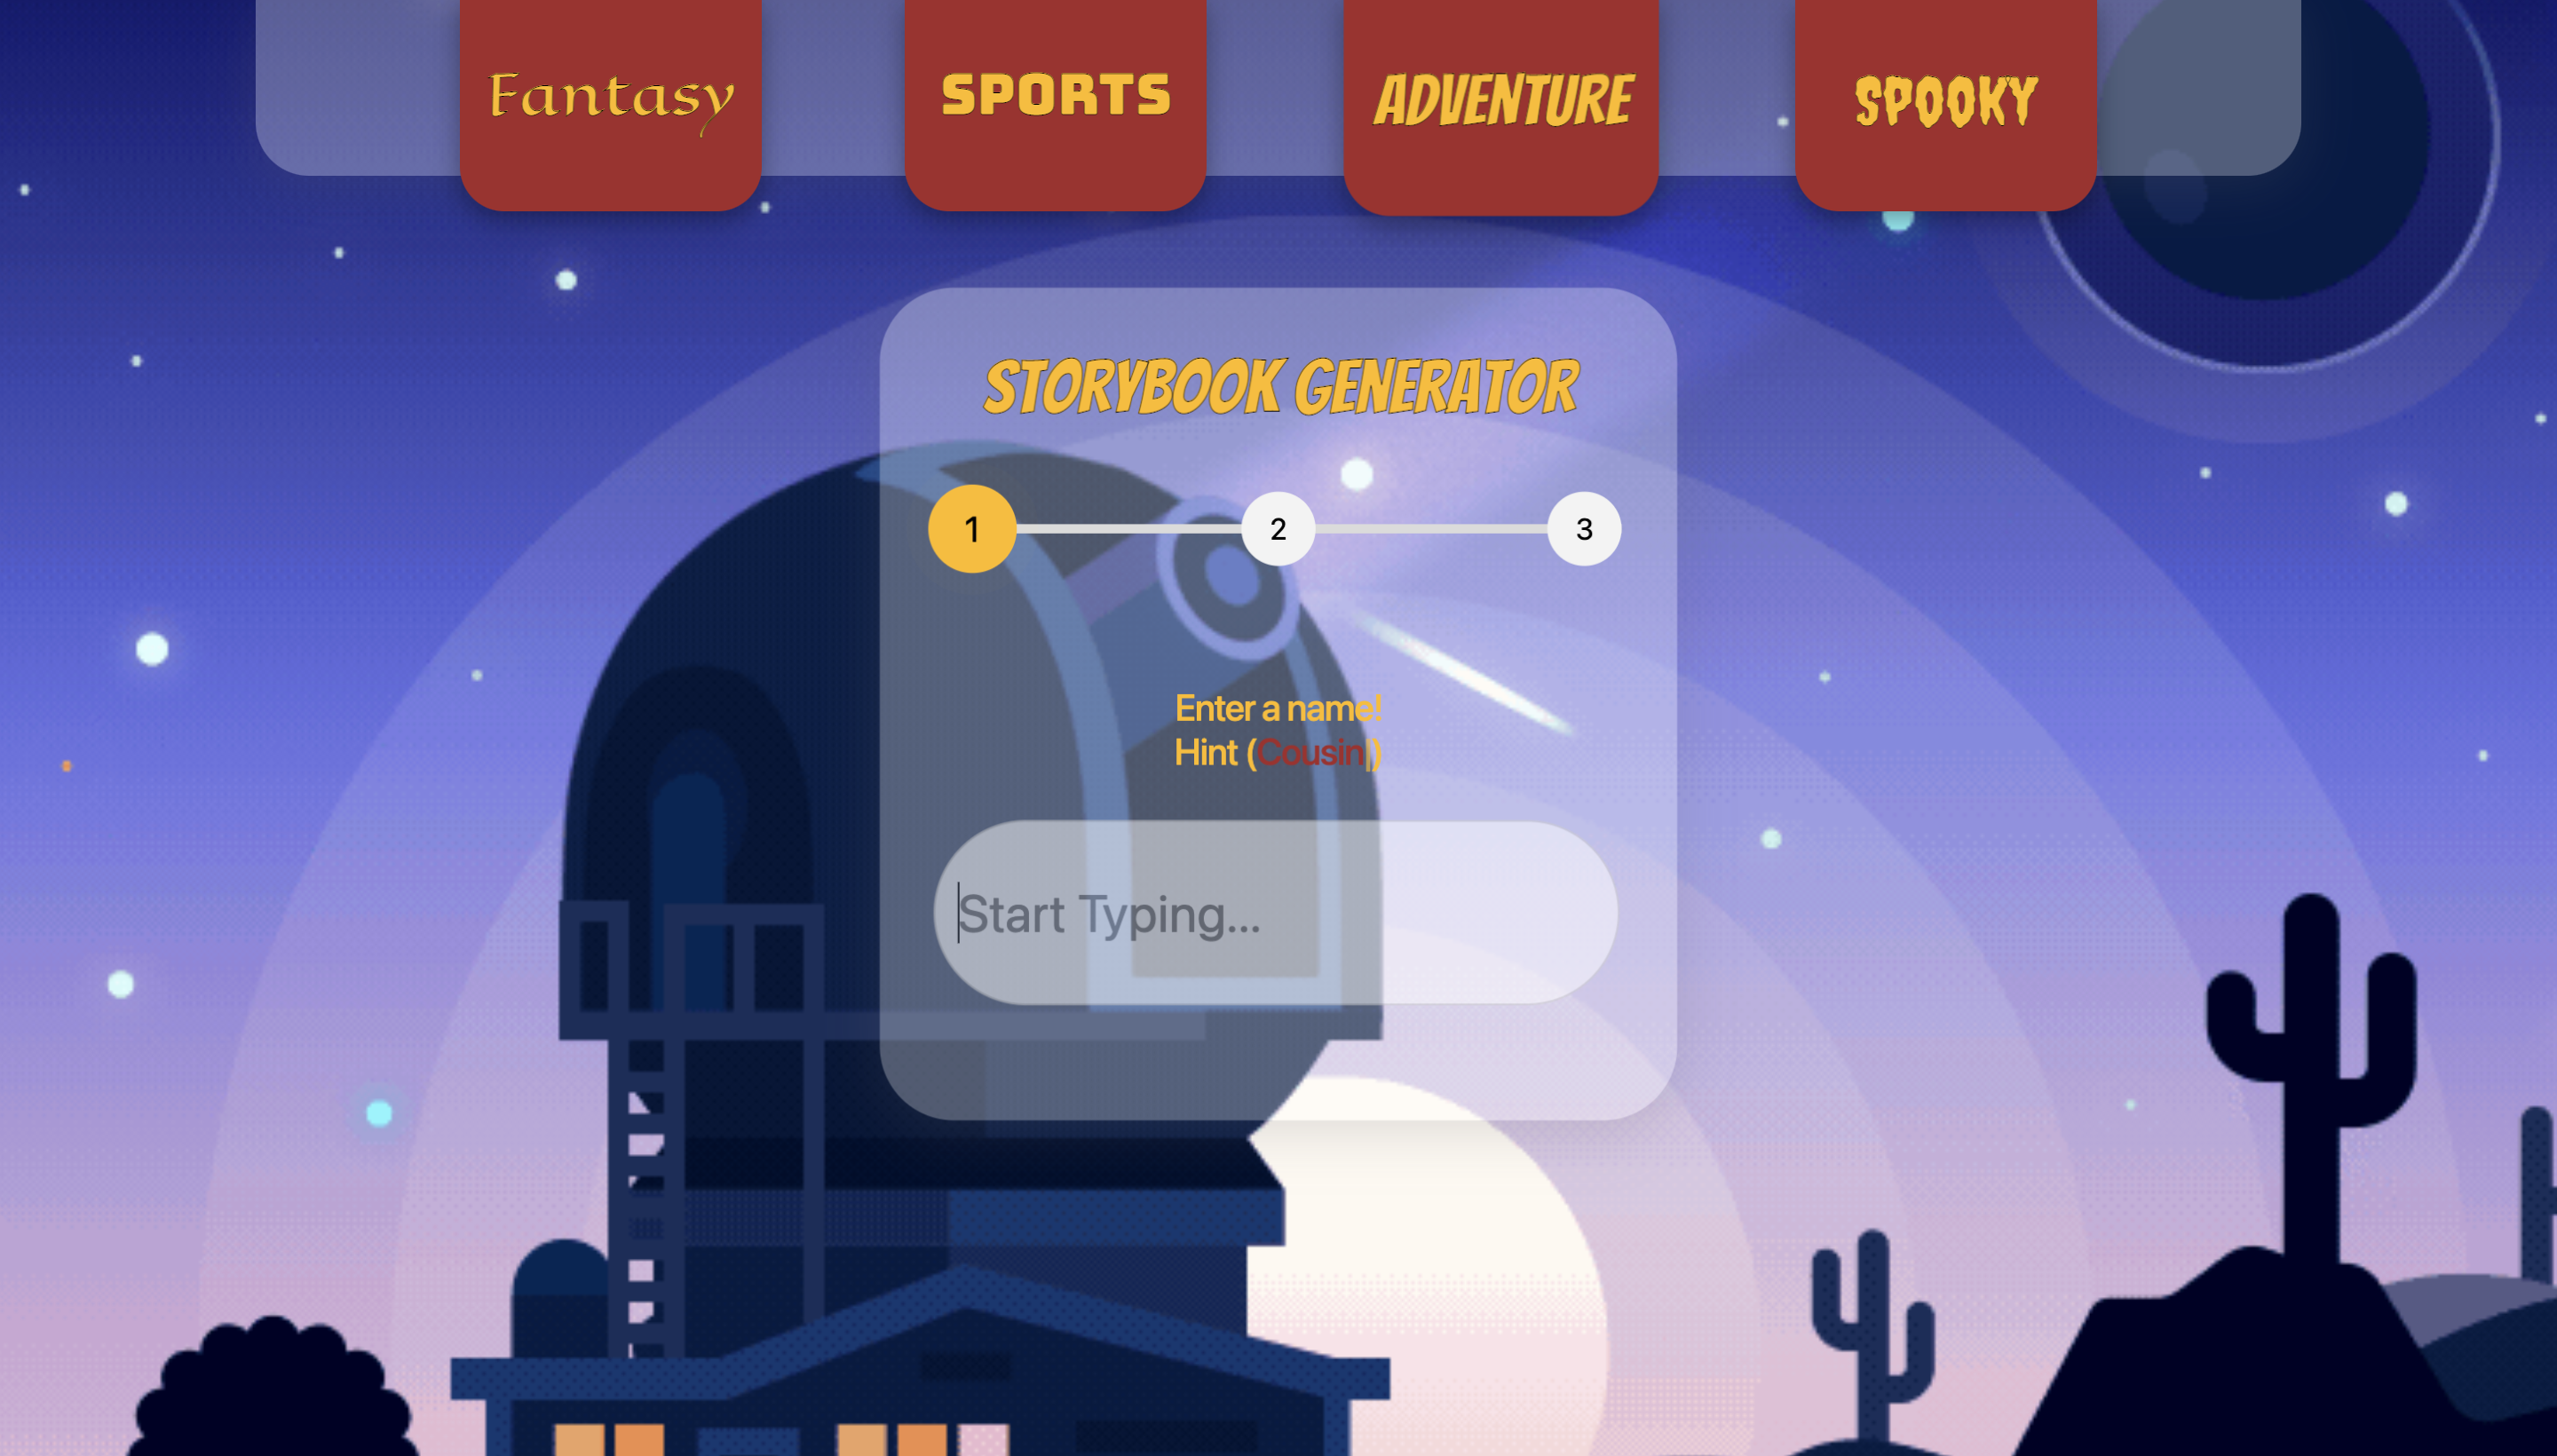 Fantasy
SPORTS
ADVENTURE
SPOOKY
STORYBOOK GENERATOR
1
2
3
Enter a name!
Hint (Cousin|)
Start Typing...